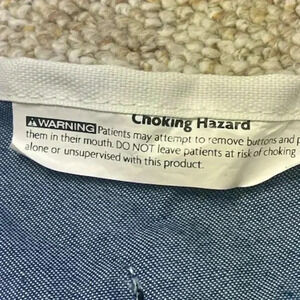 Choking Hazard
WARNING Patients may attempt to remove buttons and p
them in their mouth. DO NOT leave patients at risk of choking
alone or unsupervised with this product.